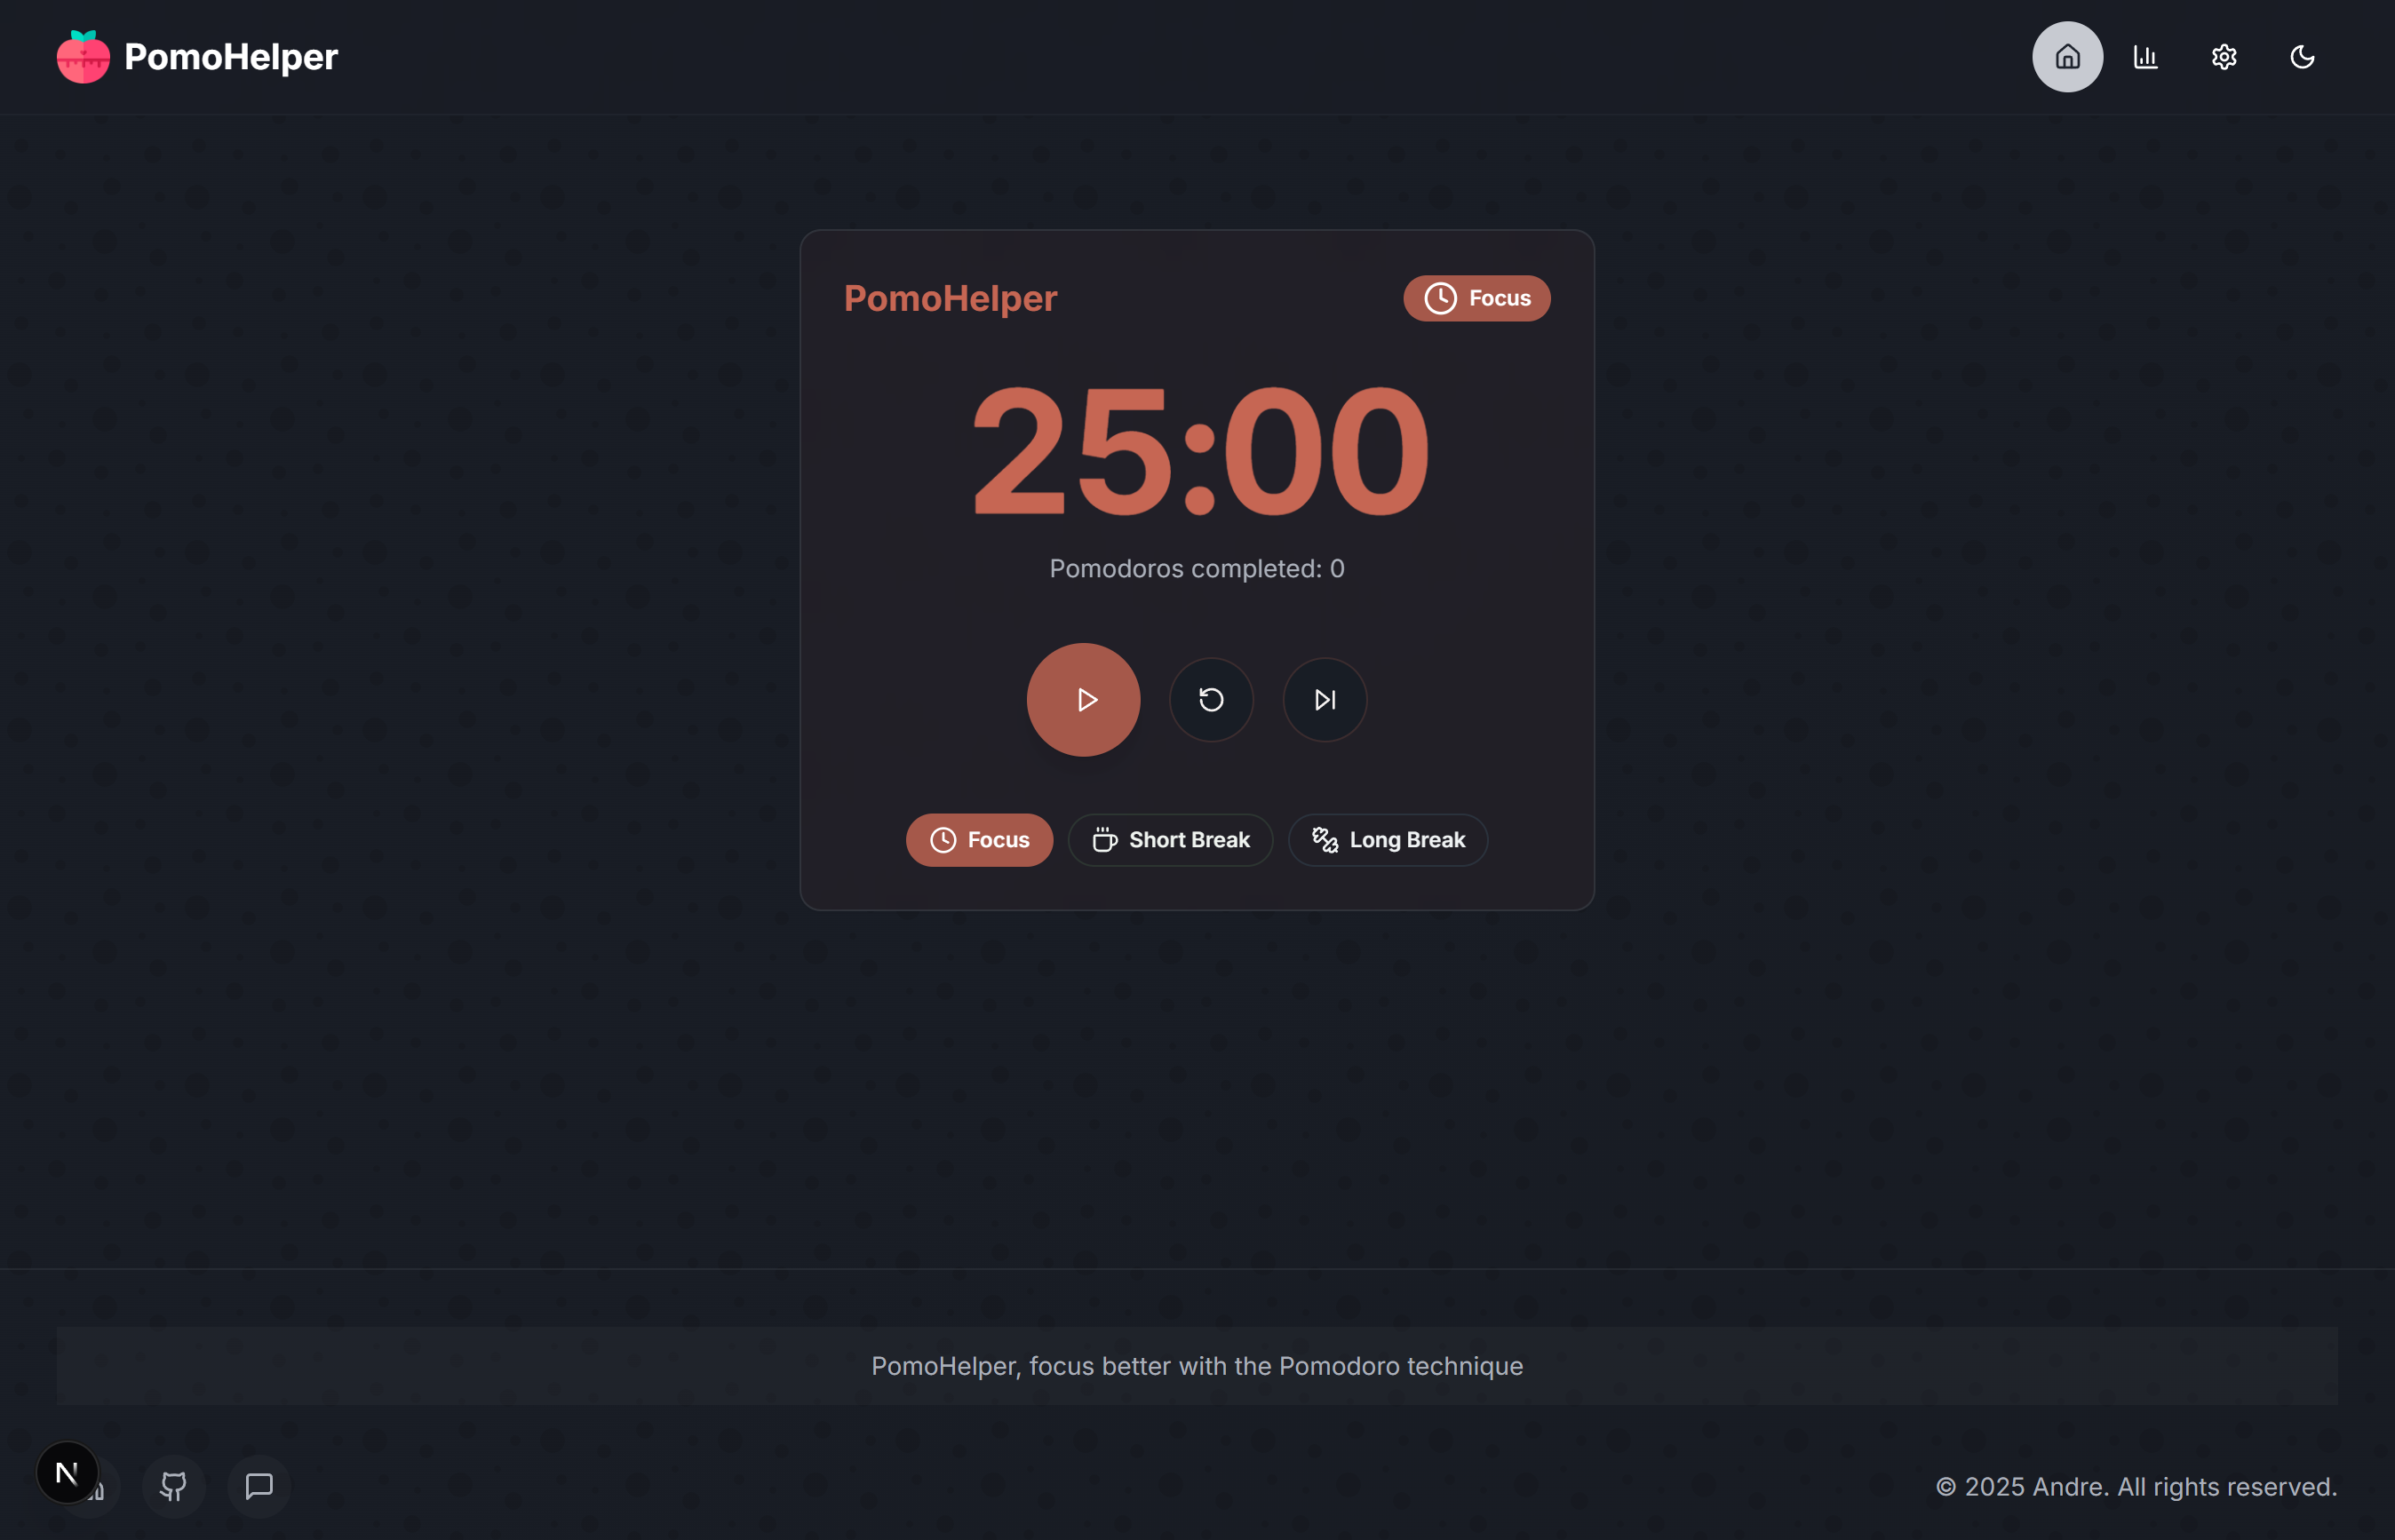 PomoHelper
PomoHelper
Focus
25:00
Pomodoros completed: 0
Focus
Short Break
Long Break
PomoHelper, focus better with the Pomodoro technique
N
© 2025 Andre. All rights reserved.